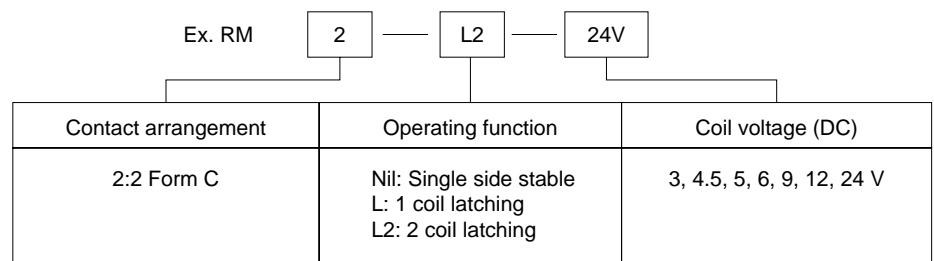 Ex. RM 2 L2 24V
Contact arrangement Operating function Coil voltage (DC)
2:2 Form C Nil: Single side stable 3, 4.5, 5, 6, 9, 12, 24 V
L: 1 coil latching
L2: 2 coil latching